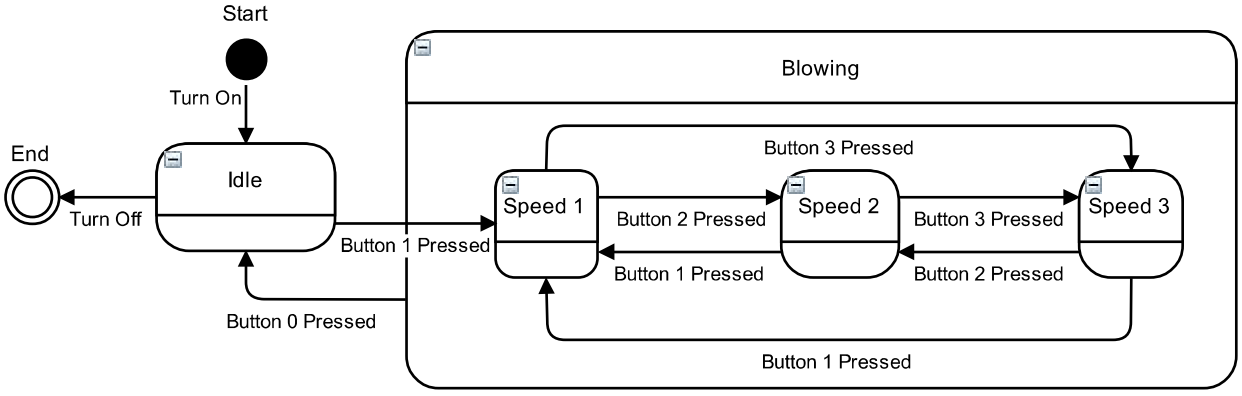 Start
Turn On
Blowing
End
Idle
Turn Off
Button 3 Pressed
Speed 1
Button 2 Pressed
Speed 2
Button 3 Pressed
Speed 3
Button 1 Pressed
Button 1 Pressed
Button 2 Pressed
Button 0 Pressed
Button 1 Pressed